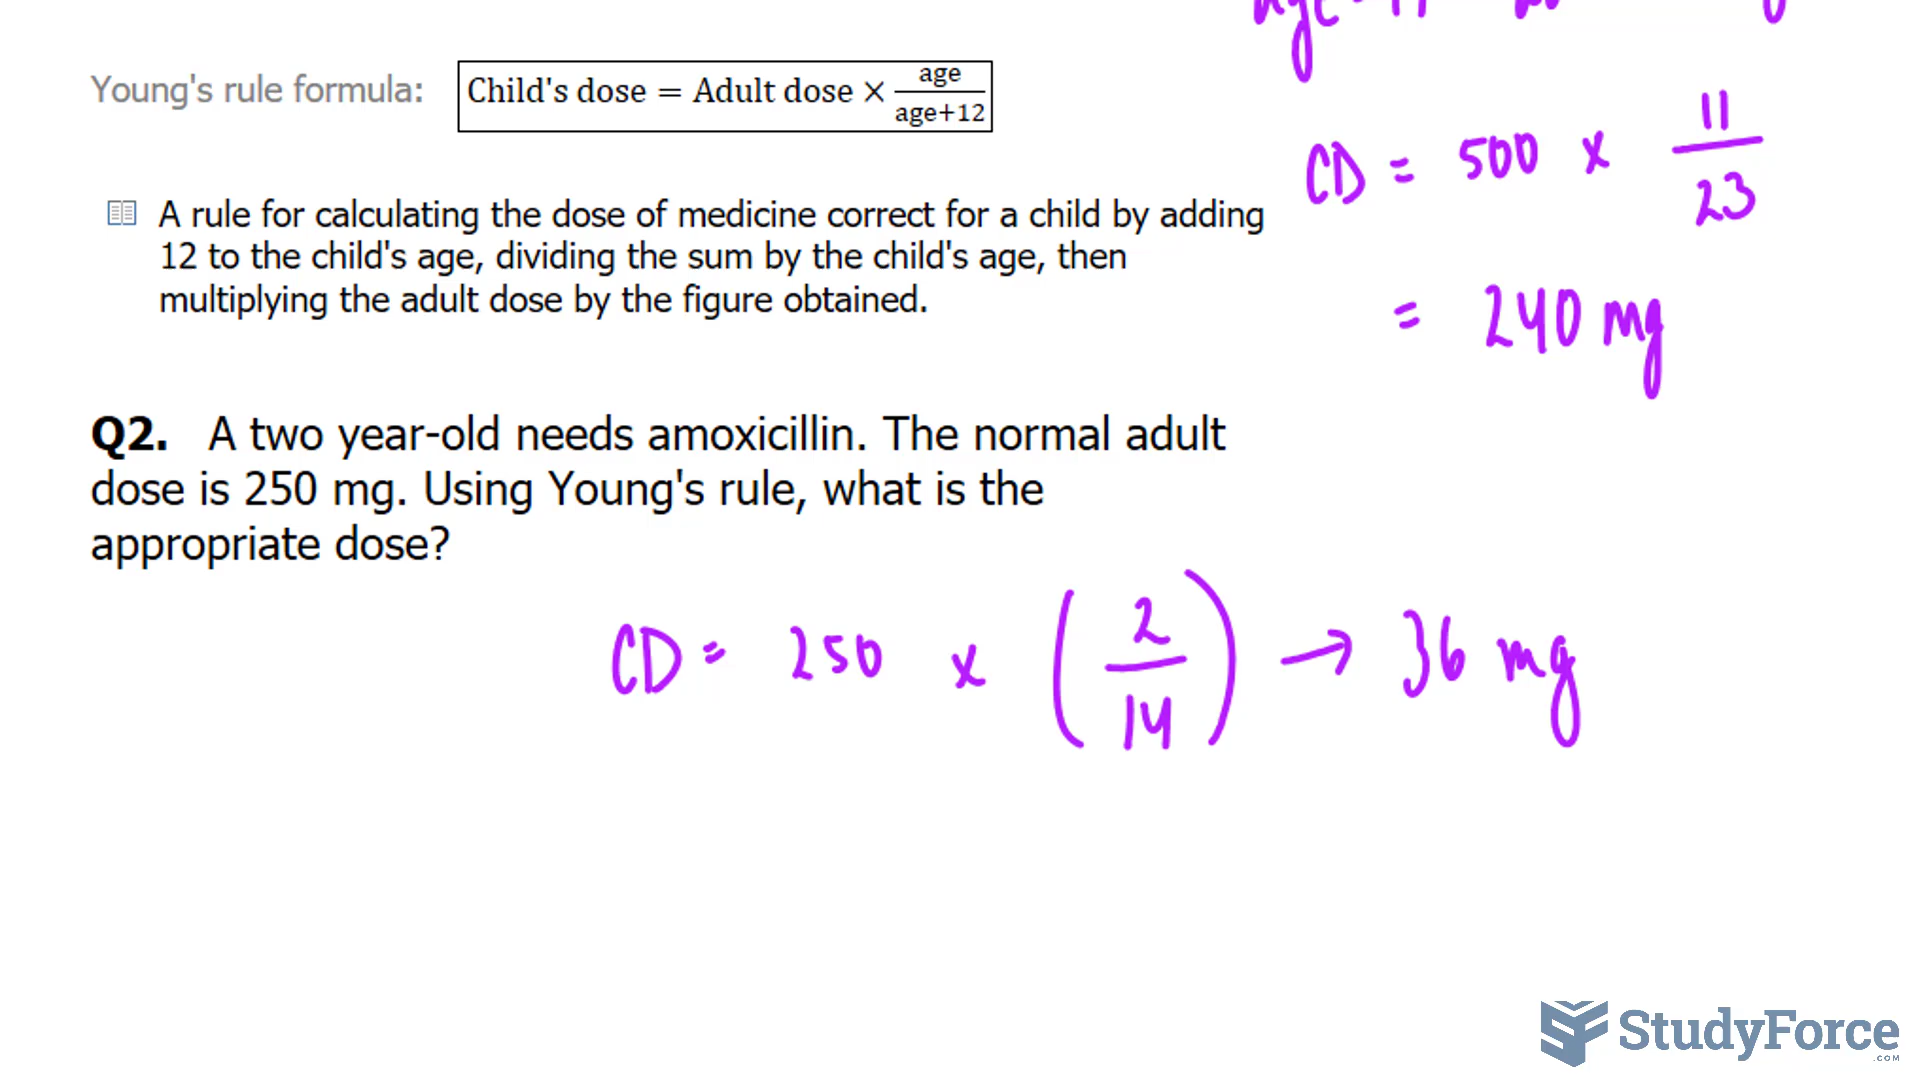 Young's rule formula: Child's dose = Adult dose × age/age+12
A rule for calculating the dose of medicine correct for a child by adding
12 to the child's age, dividing the sum by the child's age, then
multiplying the adult dose by the figure obtained.
CD = 500 x 11/23
= 240 mg
Q2. A two year-old needs amoxicillin. The normal adult
dose is 250 mg. Using Young's rule, what is the
appropriate dose?
CD = 250 x (2/14) → 36 mg
StudyForce
.COM